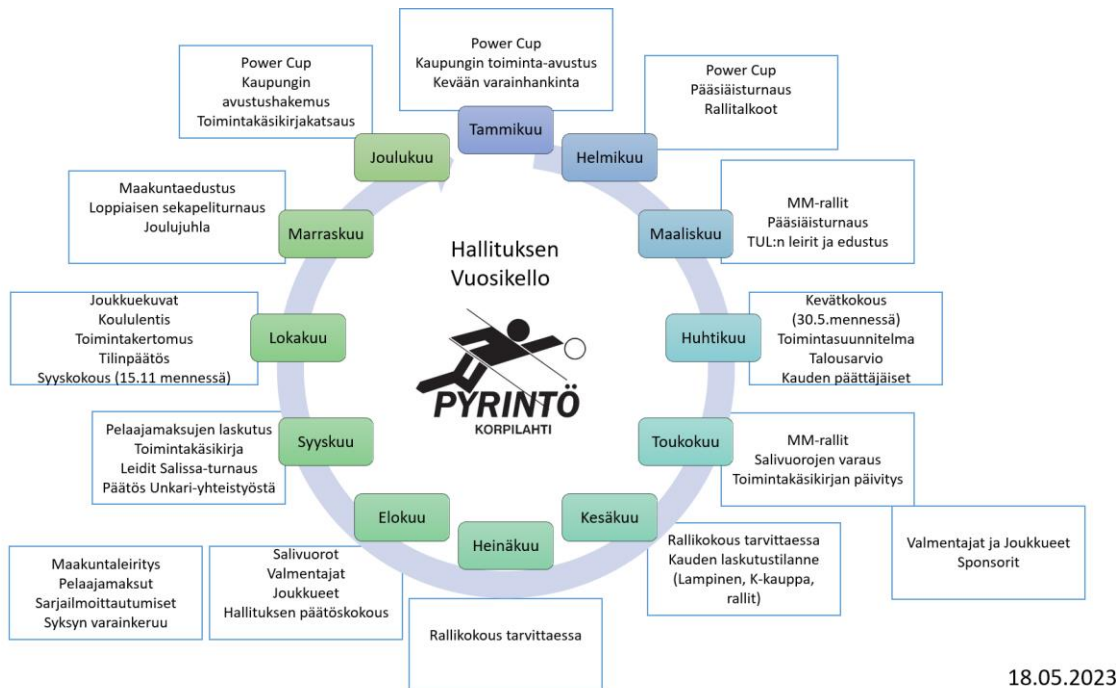 Power Cup
Kaupungin toiminta-avustus
Kevään varainhankinta
Tammikuu
Power Cup
Pääsiäisturnaus
Rallitalkoot
Helmikuu
MM-rallit
Pääsiäisturnaus
TUL:n leirit ja edustus
Maaliskuu
Kevätkokous
(30.5.mennessä)
Toimintasuunnitelma
Talousarvio
Kauden päättäjäiset
Huhtikuu
MM-rallit
Salivuorojen varaus
Toimintakäsikirjan päivitys
Toukokuu
Valmentajat ja Joukkueet
Sponsorit
Rallikokous tarvittaessa
Kauden laskutustilanne
(Lampinen, K-kauppa,
rallit)
Kesäkuu
Rallikokous tarvittaessa
Heinäkuu
Salivuorot
Valmentajat
Joukkueet
Hallituksen päätöskokous
Elokuu
Maakuntaleiritys
Pelaajamaksut
Sarjailmoittautumiset
Syksyn varainkeruu
Pelaajamaksujen laskutus
Toimintakäsikirja
Leidit Salissa-turnaus
Päätös Unkari-yhteistyöstä
Syyskuu
Joukkuekuvat
Koululentis
Toimintakertomus
Tilinpäätös
Syyskokous (15.11 mennessä)
Lokakuu
Maakuntaedustus
Loppiaisen sekapeliturnaus
Joulujuhla
Marraskuu
Power Cup
Kaupungin
avustushakemus
Toimintakäsikirjakatsaus
Joulukuu
Hallituksen
Vuosikello
PYRINTÖ
KORPILAHTI
18.05.2023